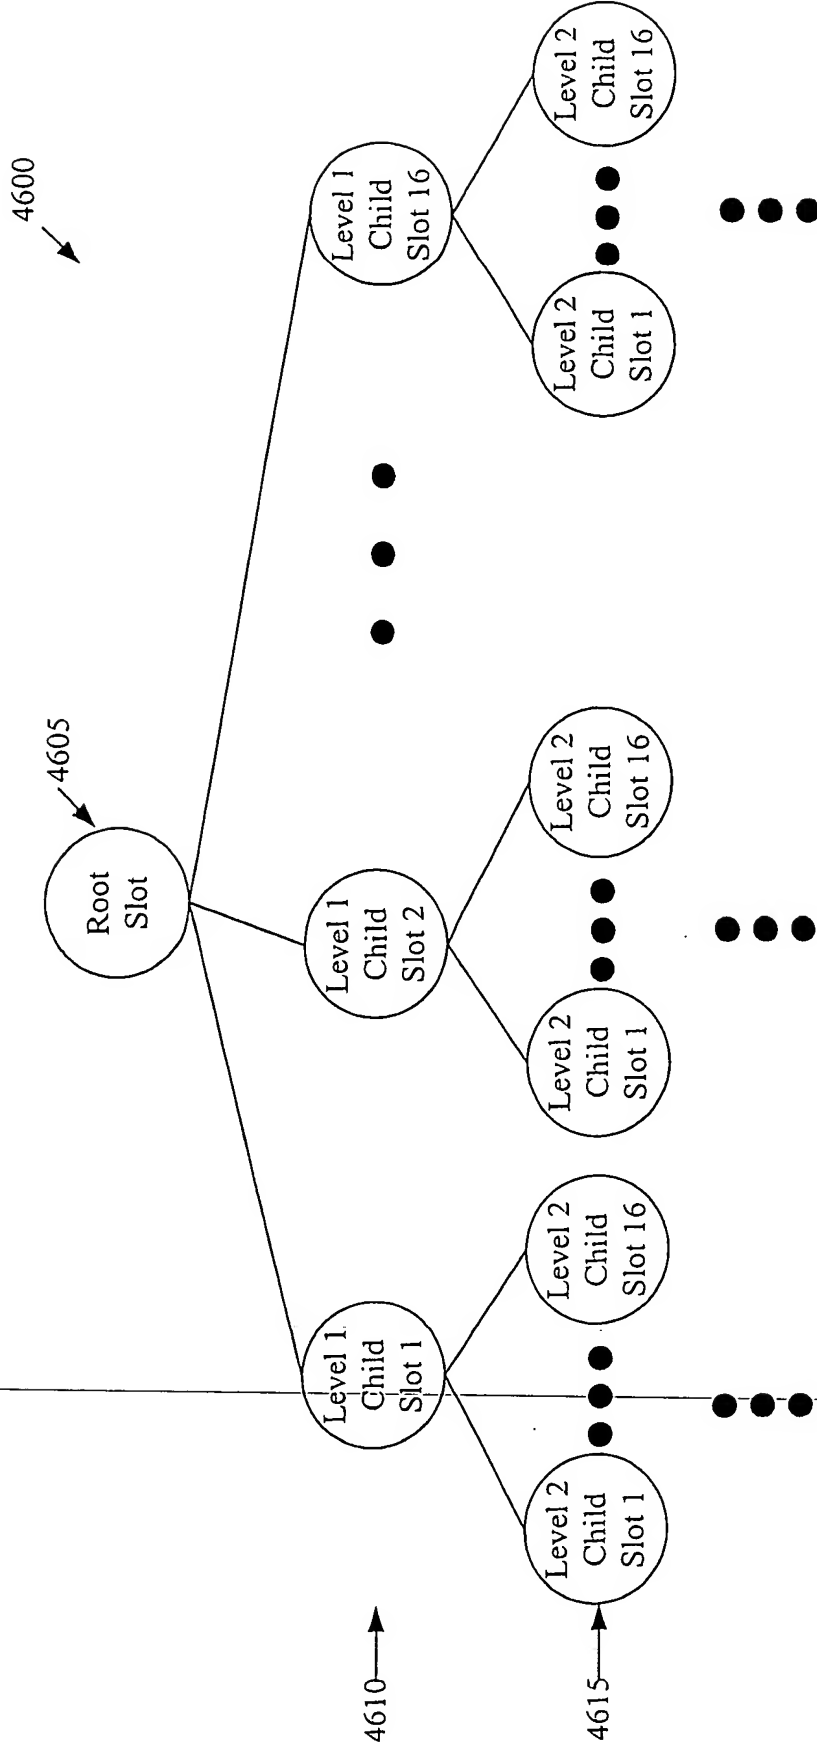 4600
4605
Root
Slot
4610
Level 1
Child
Slot 1
Level 1
Child
Slot 2
Level 1
Child
Slot 16
4615
Level 2
Child
Slot 1
Level 2
Child
Slot 16
Level 2
Child
Slot 1
Level 2
Child
Slot 16
Level 2
Child
Slot 1
Level 2
Child
Slot 16